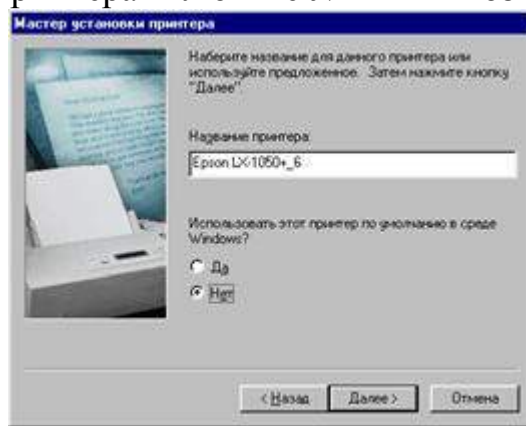 Мастер установки принтера
Наберите название для данного принтера или
используйте предложенное. Затем нажмите кнопку
"Далее".
Название принтера:
Epson LX-1050+_6
Использовать этот принтер по умолчанию в среде
Windows?
Да
Нет
< Назад
Далее >
Отмена